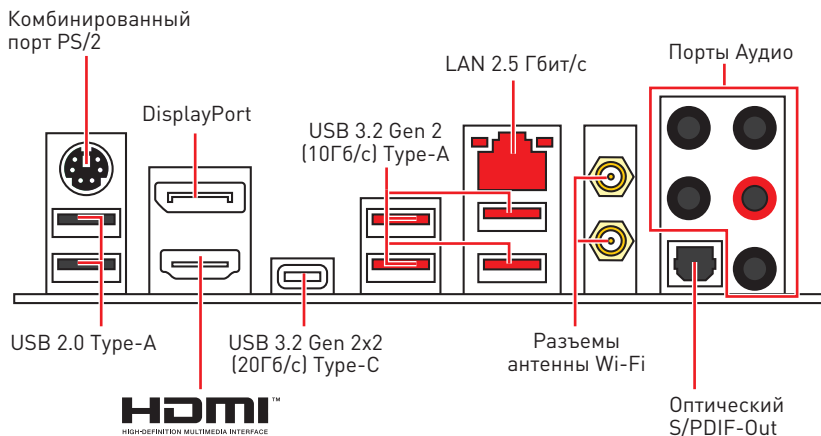 Комбинированный
порт PS/2
DisplayPort
USB 3.2 Gen 2
(10Гб/с) Type-A
LAN 2.5 Гбит/с
Порты Аудио
USB 2.0 Type-A
USB 3.2 Gen 2x2
(20Гб/с) Type-C
Разъемы
антенны Wi-Fi
HDMI™
HIGH-DEFINITION MULTIMEDIA INTERFACE
Оптический
S/PDIF-Out